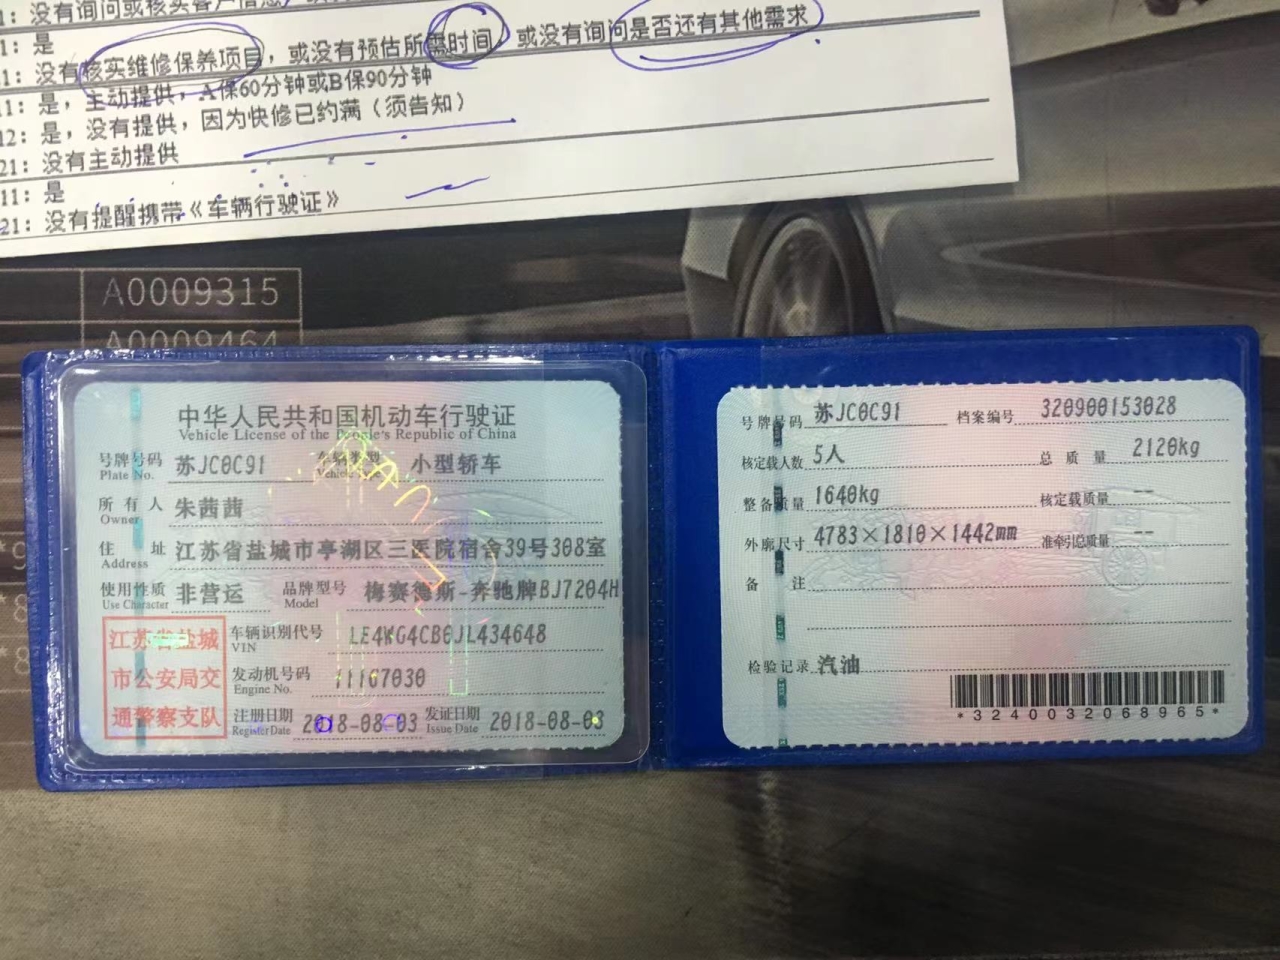 1: 没有询问或核实客户信息,
1: 是
1: 没有核实维修保养项目,或没有预估所需时间,或没有询问是否还有其他需求
11: 是,主动提供,A保60分钟或B保90分钟
12: 是,没有提供,因为快修已约满(须告知)
21: 没有主动提供
11: 是
21: 没有提醒携带《车辆行驶证》
A0009315
A0009464
中华人民共和国机动车行驶证
Vehicle License of the People's Republic of China
号牌号码 苏JC0C91 车辆类型 小型轿车
Plate No.
所有人 朱茜茜
Owner
住址 江苏省盐城市亭湖区三医院宿舍39号308室
Address
使用性质 非营运 品牌型号 梅赛德斯-奔驰牌BJ7204H
Use Character Model
江苏省盐城
市公安局交
通警察支队
车辆识别代号 LE4WG4CB6JL434648
VIN
发动机号码 11167030
Engine No.
注册日期 2018-08-03 发证日期 2018-08-03
Register Date Issue Date
号牌号码 苏JC0C91 档案编号 320900153028
核定载人数 5人 总质量 2120kg
整备质量 1640kg 核定载质量 --
外廓尺寸 4783×1810×1442mm 准牵引总质量 --
备注
检验记录 汽油
*3240032068965*